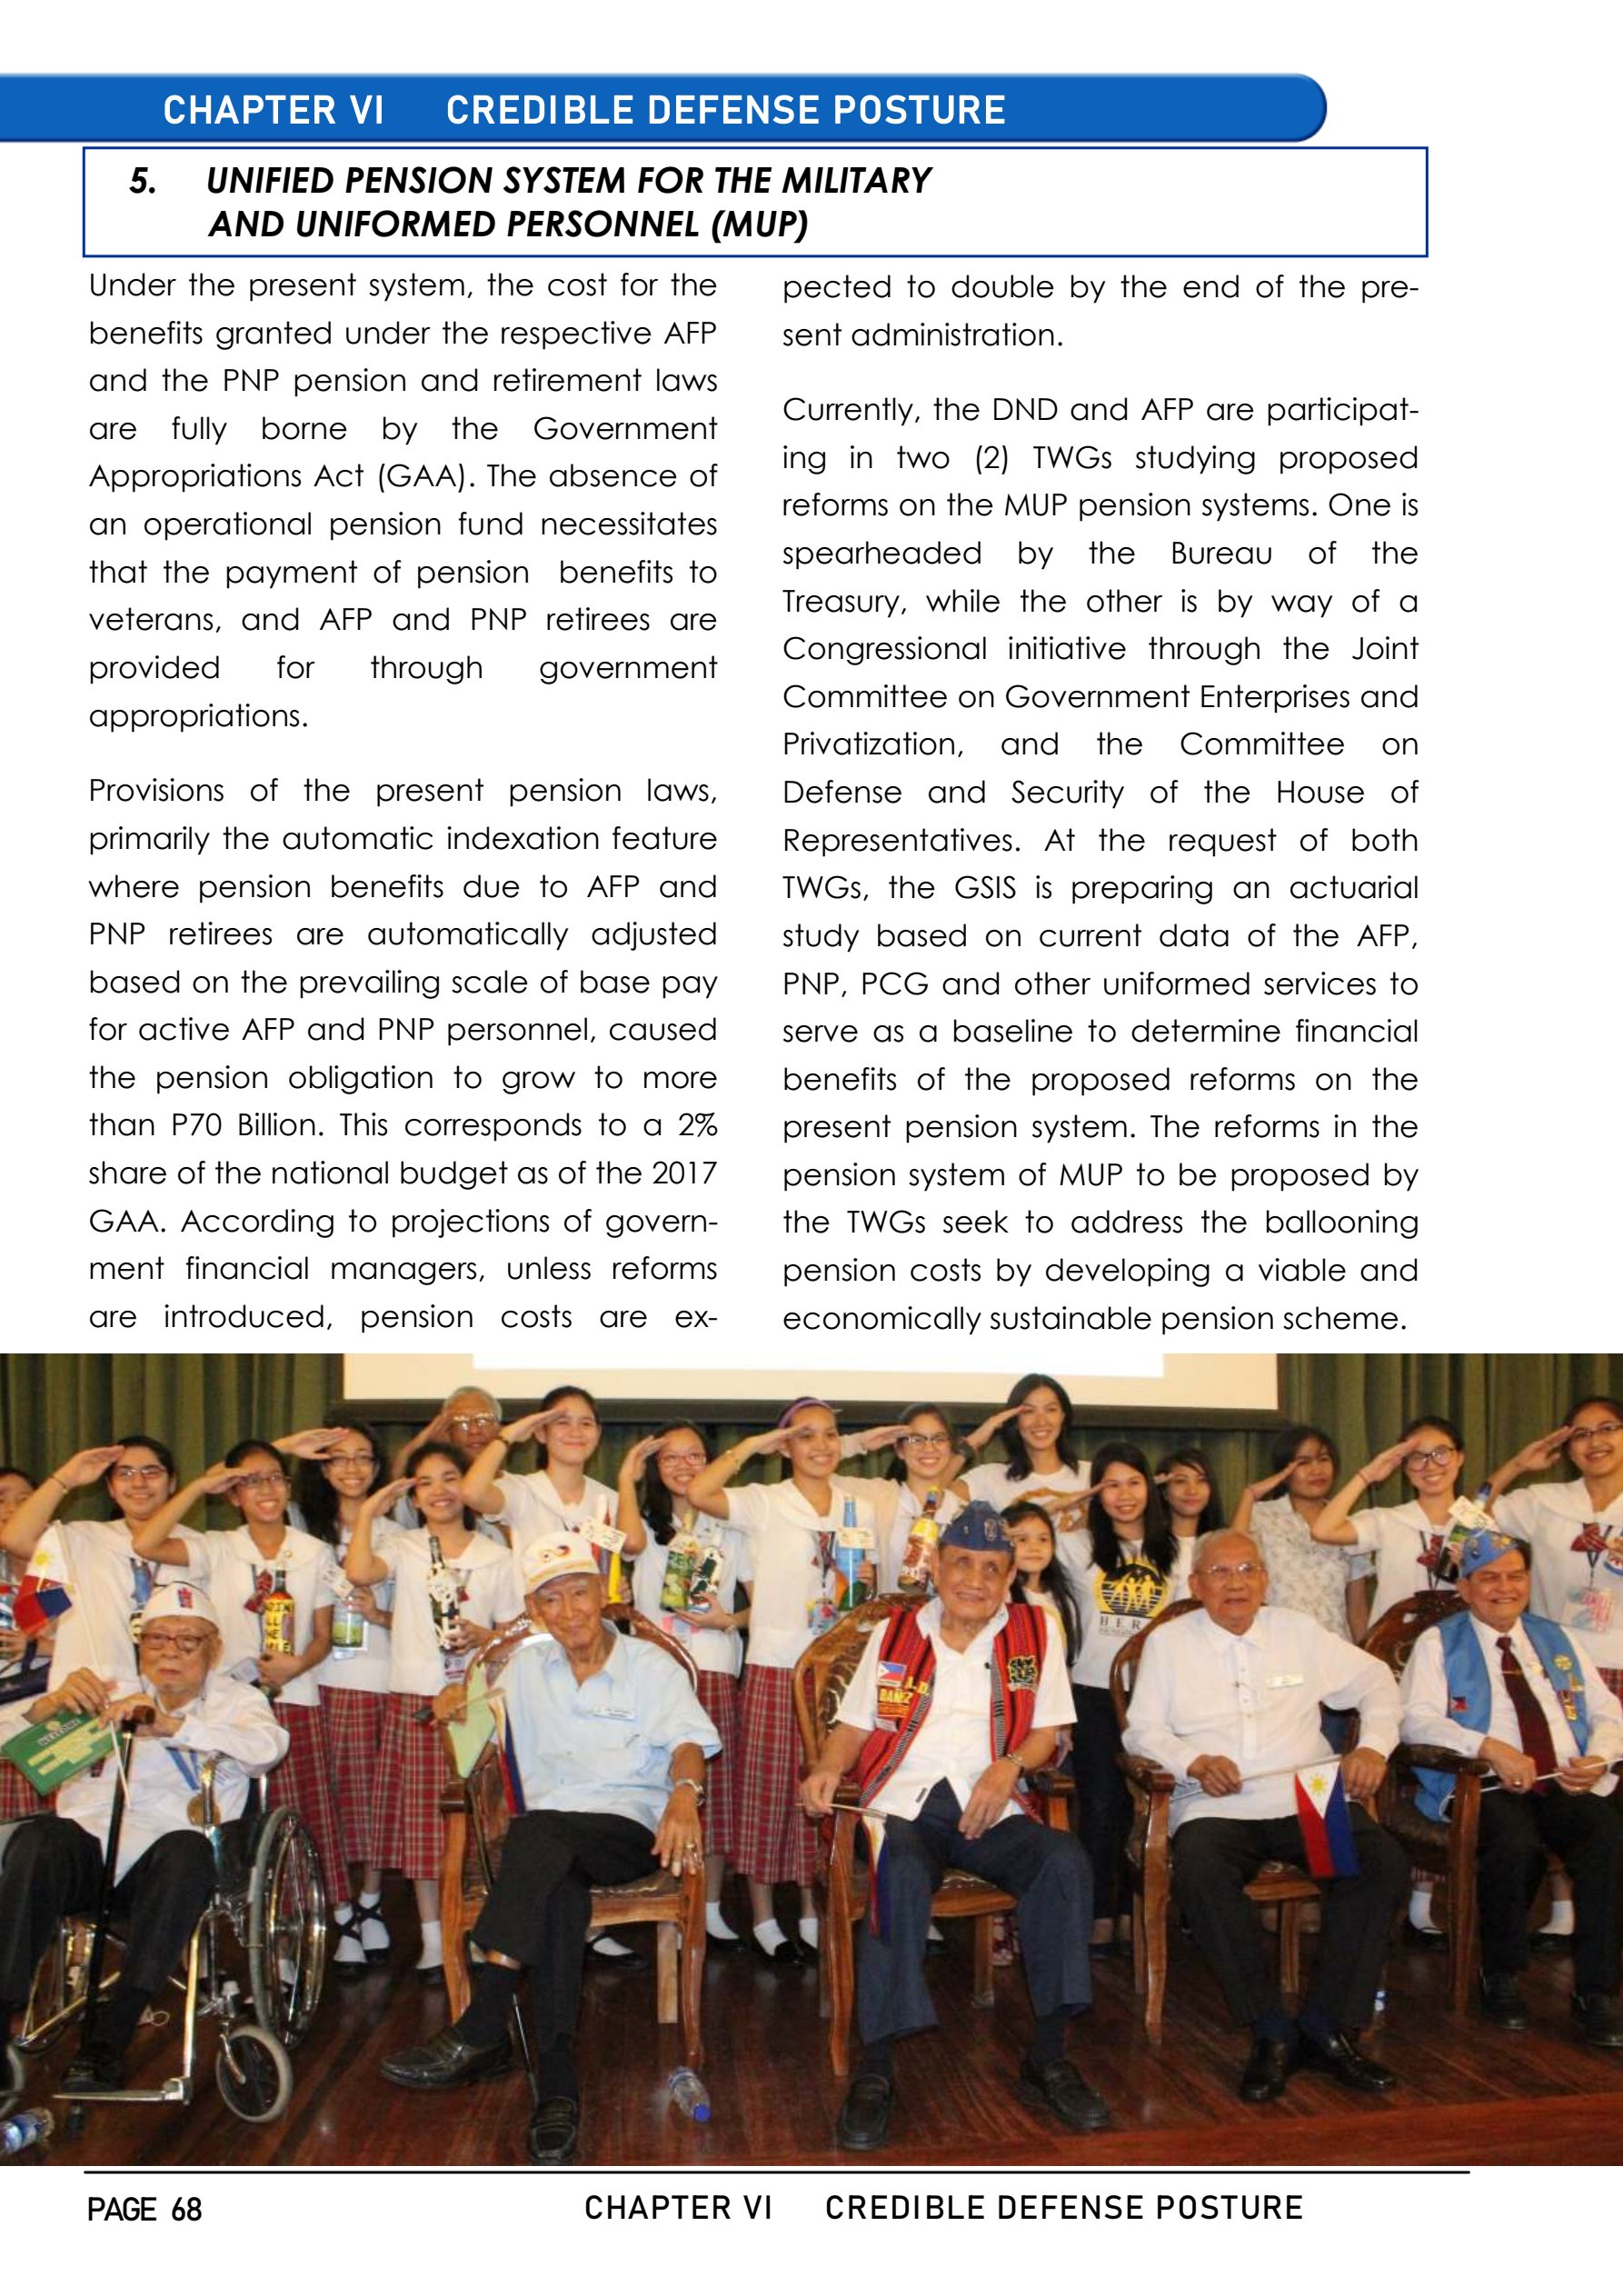 CHAPTER VI CREDIBLE DEFENSE POSTURE
5. UNIFIED PENSION SYSTEM FOR THE MILITARY
AND UNIFORMED PERSONNEL (MUP)
Under the present system, the cost for the
benefits granted under the respective AFP
and the PNP pension and retirement laws
are fully borne by the Government
Appropriations Act (GAA). The absence of
an operational pension fund necessitates
that the payment of pension benefits to
veterans, and AFP and PNP retirees are
provided for through government
appropriations.
Provisions of the present pension laws,
primarily the automatic indexation feature
where pension benefits due to AFP and
PNP retirees are automatically adjusted
based on the prevailing scale of base pay
for active AFP and PNP personnel, caused
the pension obligation to grow to more
than P70 Billion. This corresponds to a 2%
share of the national budget as of the 2017
GAA. According to projections of govern-
ment financial managers, unless reforms
are introduced, pension costs are ex-
pected to double by the end of the pre-
sent administration.
Currently, the DND and AFP are participat-
ing in two (2) TWGs studying proposed
reforms on the MUP pension systems. One is
spearheaded by the Bureau of the
Treasury, while the other is by way of a
Congressional initiative through the Joint
Committee on Government Enterprises and
Privatization, and the Committee on
Defense and Security of the House of
Representatives. At the request of both
TWGs, the GSIS is preparing an actuarial
study based on current data of the AFP,
PNP, PCG and other uniformed services to
serve as a baseline to determine financial
benefits of the proposed reforms on the
present pension system. The reforms in the
pension system of MUP to be proposed by
the TWGs seek to address the ballooning
pension costs by developing a viable and
economically sustainable pension scheme.
HER
PAGE 68
CHAPTER VI CREDIBLE DEFENSE POSTURE